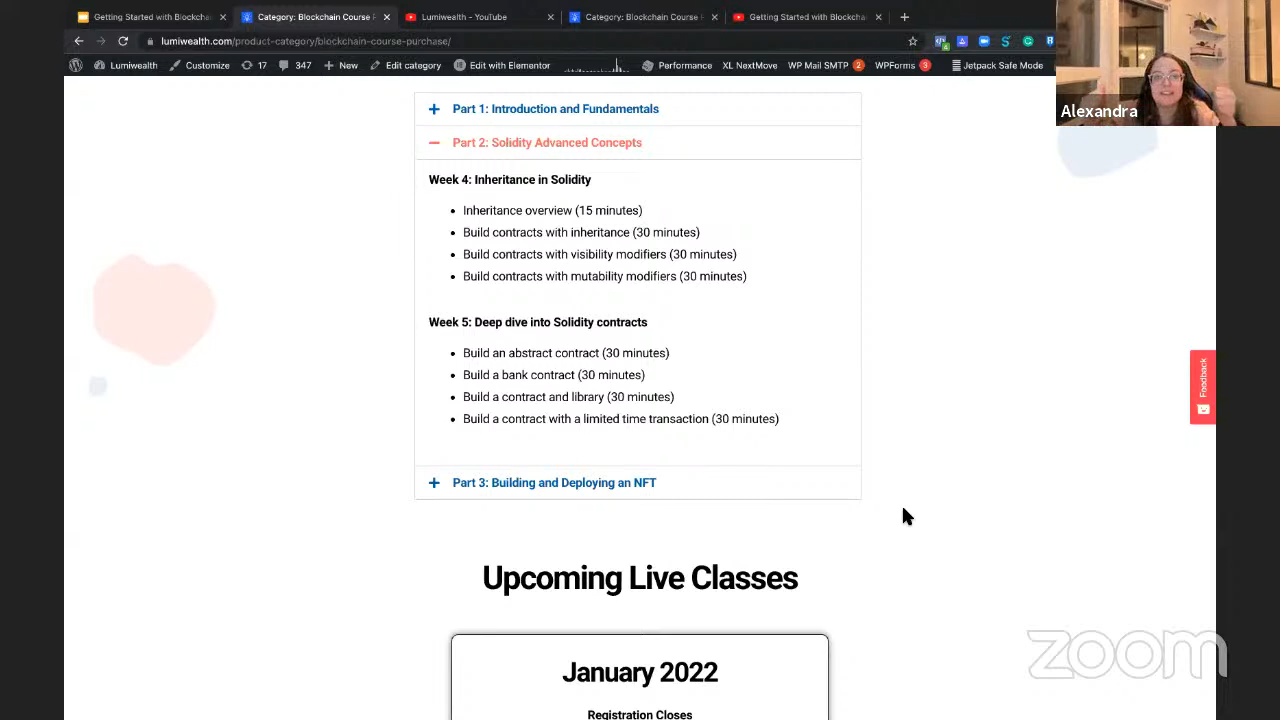 Getting Started with Blockchain
Category: Blockchain Course P
Lumiwealth - YouTube
Category: Blockchain Course P
Getting Started with Blockchain
lumiwealth.com/product-category/blockchain-course-purchase/
Lumiwealth
Customize
17
347
New
Edit category
Edit with Elementor
Performance
XL NextMove
WP Mail SMTP 2
WPForms 3
Jetpack Safe Mode
Alexandra
Part 1: Introduction and Fundamentals
Part 2: Solidity Advanced Concepts
Week 4: Inheritance in Solidity
Inheritance overview (15 minutes)
Build contracts with inheritance (30 minutes)
Build contracts with visibility modifiers (30 minutes)
Build contracts with mutability modifiers (30 minutes)
Week 5: Deep dive into Solidity contracts
Build an abstract contract (30 minutes)
Build a bank contract (30 minutes)
Build a contract and library (30 minutes)
Build a contract with a limited time transaction (30 minutes)
Feedback
Part 3: Building and Deploying an NFT
Upcoming Live Classes
January 2022
Registration Closes
zoom